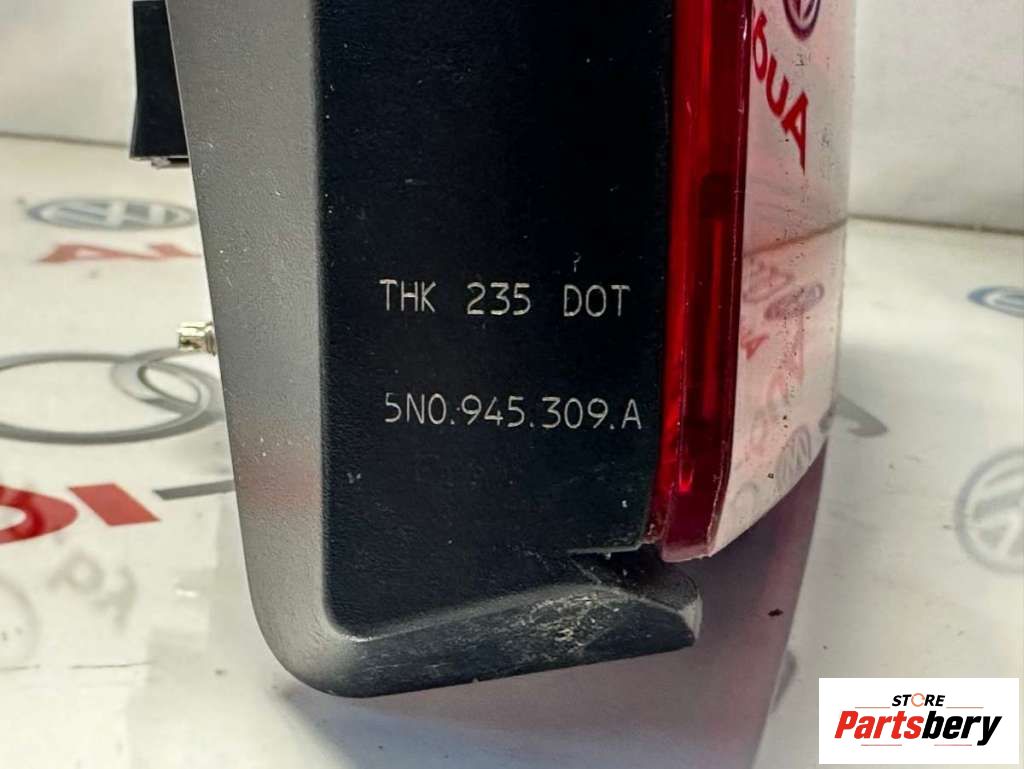 THK 235 DOT
5N0.945.309.A
STORE
Partsbery